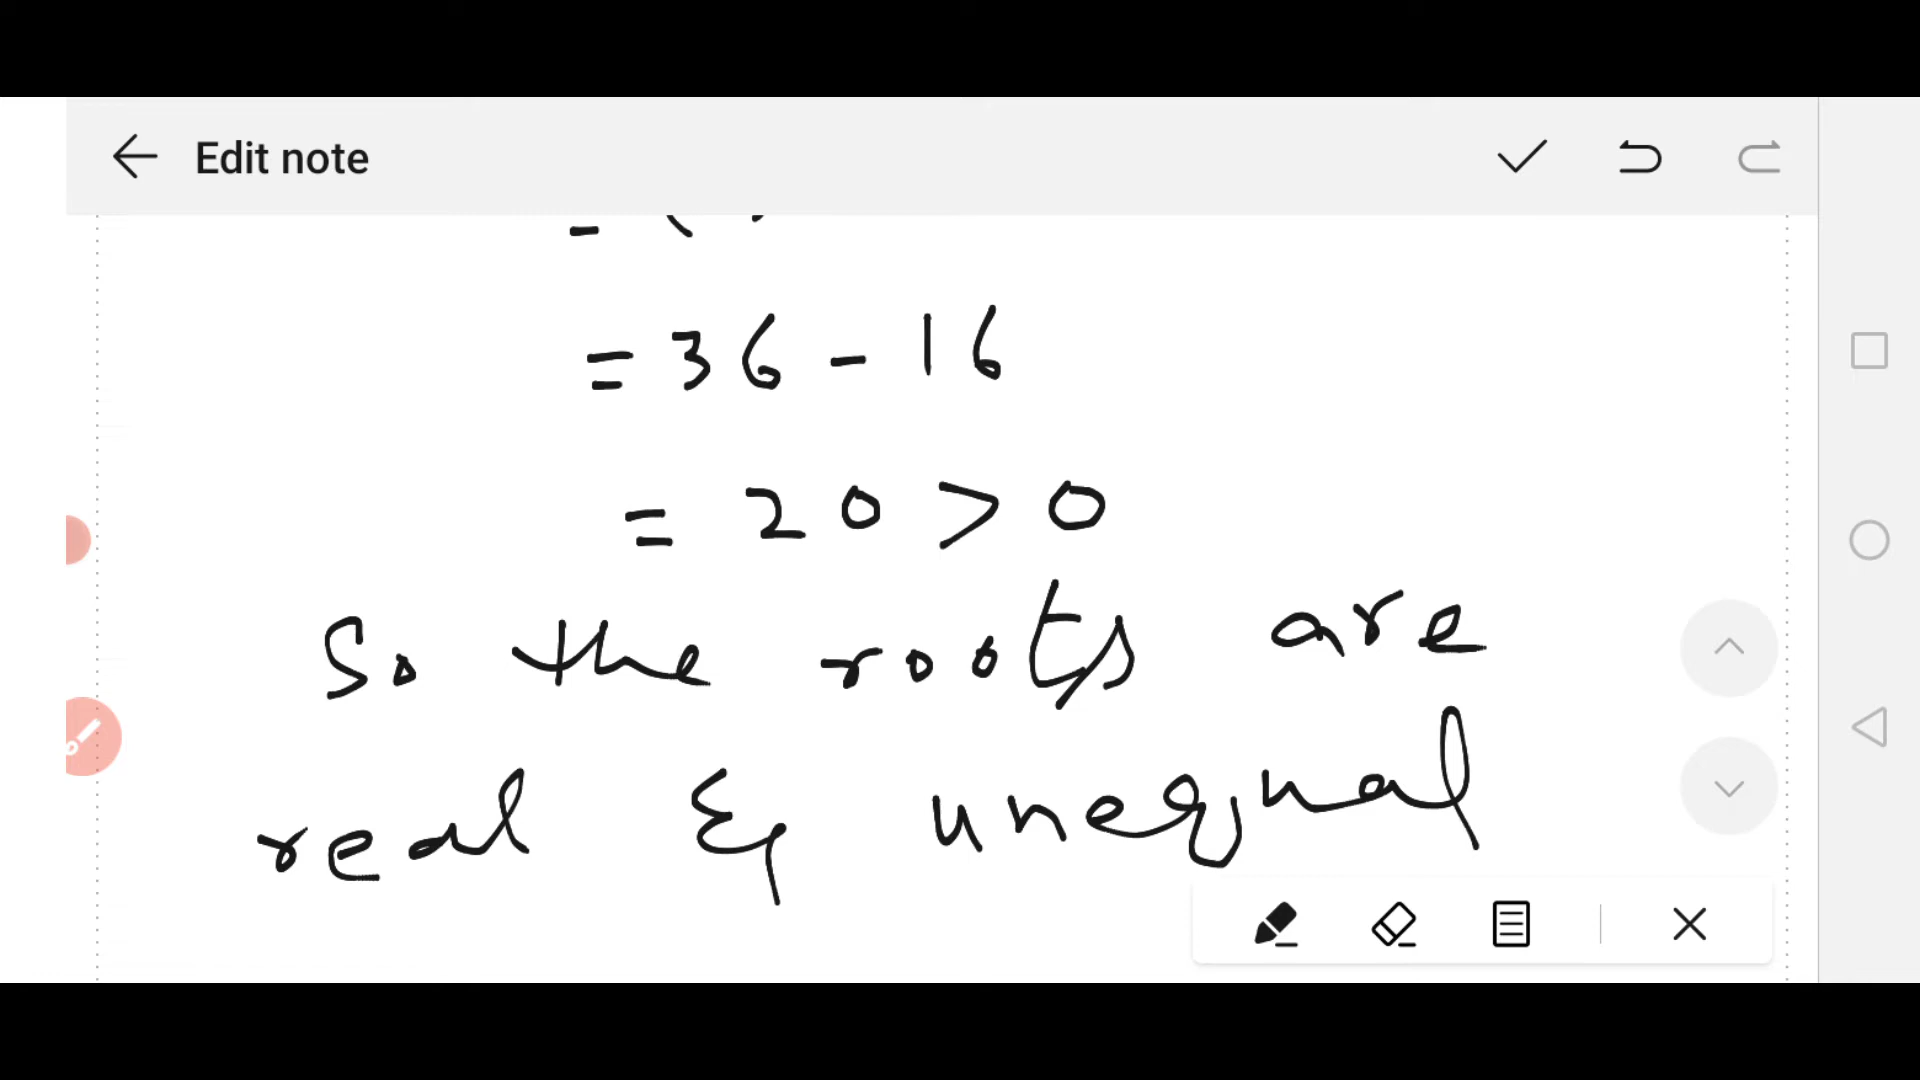 Edit note
= 36 - 16
= 20 > 0
So the roots are
real & unequal